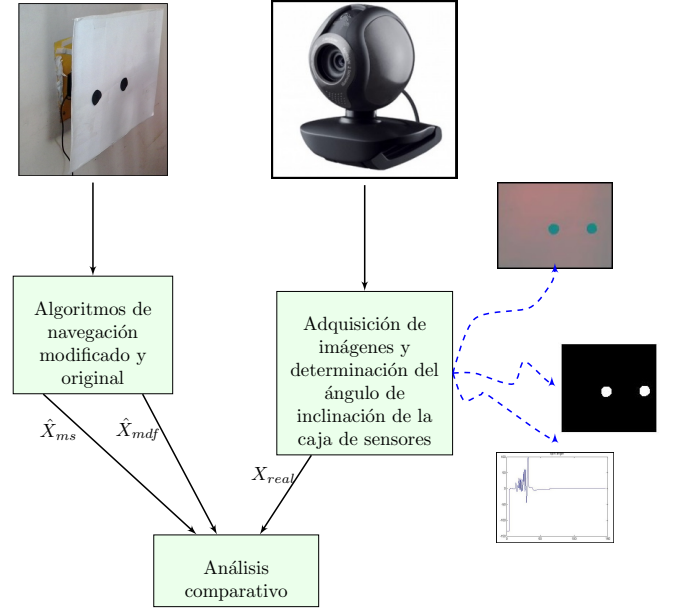 Algoritmos de
navegación
modificado y
original
Adquisición de
imágenes y
determinación del
ángulo de
inclinación de la
caja de sensores
X̂ms
X̂mdf
Xreal
Análisis
comparativo